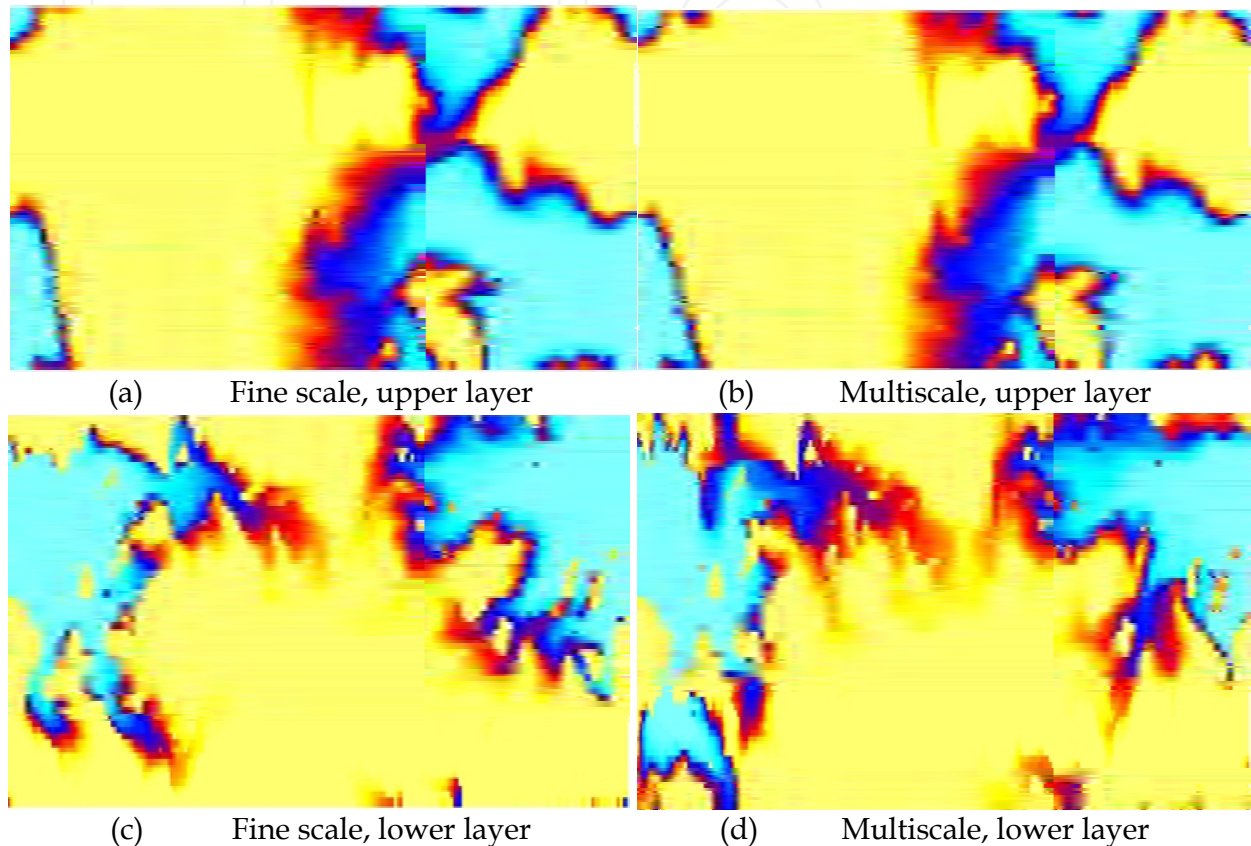 (a) Fine scale, upper layer
(b) Multiscale, upper layer
(c) Fine scale, lower layer
(d) Multiscale, lower layer